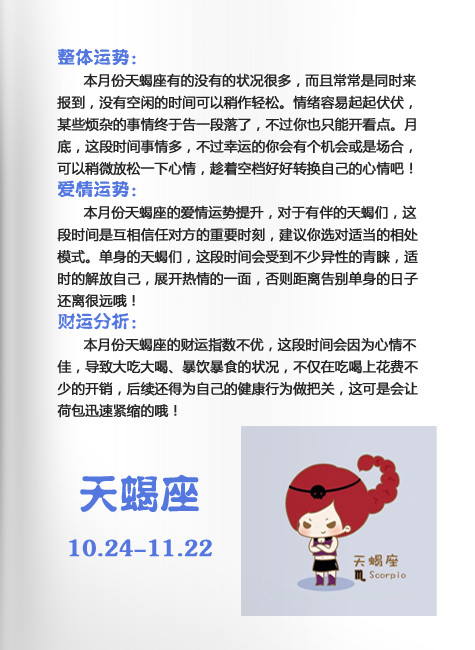 整体运势：
本月份天蝎座有的没有的状况很多，而且常常是同时来
报到，没有空闲的时间可以稍作轻松。情绪容易起起伏伏，
某些烦杂的事情终于告一段落了，不过你也只能开看点。月
底，这段时间事情多，不过幸运的你会有个机会或是场合，
可以稍微放松一下心情，趁着空档好好转换自己的心情吧！
爱情运势：
本月份天蝎座的爱情运势提升，对于有伴的天蝎们，这
段时间是互相信任对方的重要时刻，建议你选对适当的相处
模式。单身的天蝎们，这段时间会受到不少异性的青睐，适
时的解放自己，展开热情的一面，否则距离告别单身的日子
还离很远哦！
财运分析：
本月份天蝎座的财运指数不优，这段时间会因为心情不
佳，导致大吃大喝、暴饮暴食的状况，不仅在吃喝上花费不
少的开销，后续还得为自己的健康行为做把关，这可是会让
荷包迅速紧缩的哦！
天蝎座
10.24-11.22
天蝎座
♏ Scorpio